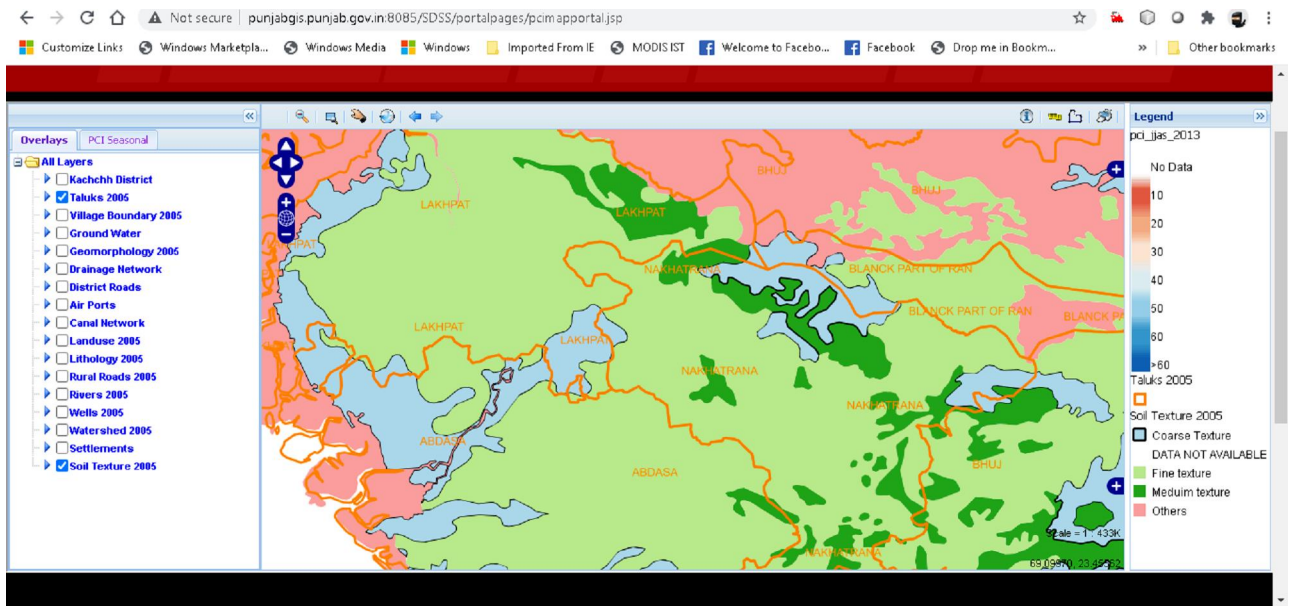 Not secure | punjabgis.punjab.gov.in:8085/SDSS/portalpages/pcimapportal.jsp
Customize Links Windows Marketpla... Windows Media Windows Imported From IE MODIS IST Welcome to Facebo... Facebook Drop me in Bookm... » Other bookmarks
Overlays PCI Seasonal
All Layers
Kachchh District
Taluks 2005
Village Boundary 2005
Ground Water
Geomorphology 2005
Drainage Network
District Roads
Air Ports
Canal Network
Landuse 2005
Lithology 2005
Rural Roads 2005
Rivers 2005
Wells 2005
Watershed 2005
Settlements
Soil Texture 2005
BHUJ
BHUJ
LAKHPAT
LAKHPAT
NAKHATRANA
BLANCK PART OF RAN
BLANCK PART OF RAN
BLANCK PA
LAKHPAT
LAKHPAT
NAKHATRANA
NAKHATRANA
ABDASA
ABDASA
BHUJ
NAKHATRANA
Scale = 1 : 433K
Legend
pci_jjas_2013
No Data
10
20
30
40
50
60
>60
Taluks 2005
Soil Texture 2005
Coarse Texture
DATA NOT AVAILABLE
Fine texture
Meduim texture
Others